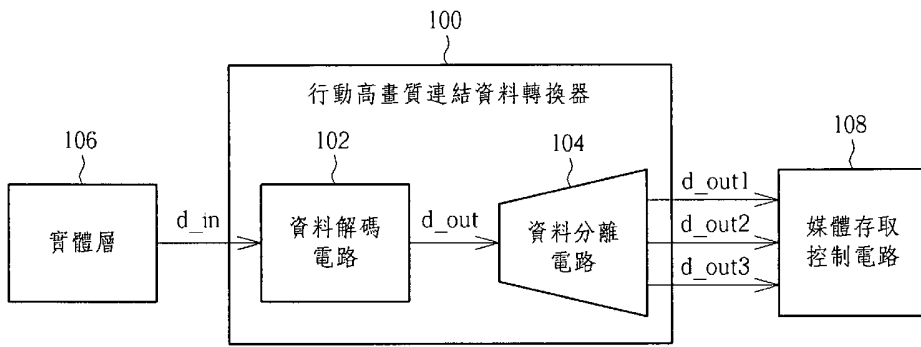 100
行動高畫質連結資料轉換器
106
102
104
108
實體層
d_in
資料解碼
電路
d_out
資料分離
電路
d_out1
d_out2
d_out3
媒體存取
控制電路